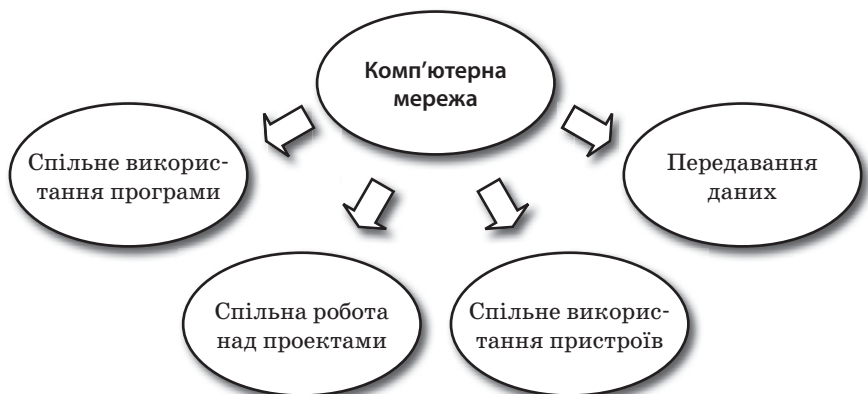 Комп’ютерна
мережа
Спільне викорис-
тання програми
Передавання
даних
Спільна робота
над проектами
Спільне викорис-
тання пристроїв